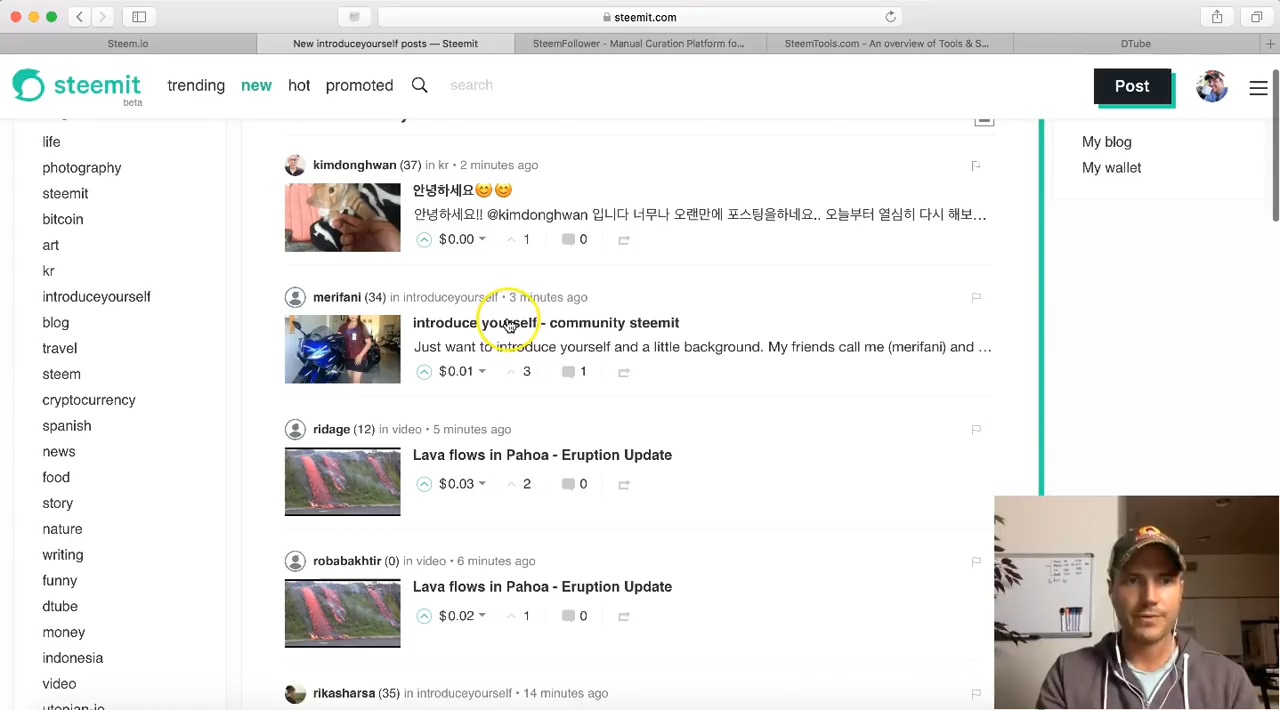 steemit.com
Steem.io
New introduceyourself posts — Steemit
SteemFollower - Manual Curation Platform fo...
SteemTools.com - An overview of Tools & S...
DTube
steemit
beta
trending
new
hot
promoted
search
Post
life
photography
steemit
bitcoin
art
kr
introduceyourself
blog
travel
steem
cryptocurrency
spanish
news
food
story
nature
writing
funny
dtube
money
indonesia
video
utopian-io
kimdonghwan (37) in kr • 2 minutes ago
안녕하세요😊😊
안녕하세요!! @kimdonghwan 입니다 너무나 오랜만에 포스팅을하네요.. 오늘부터 열심히 다시 해보…
$0.00 1 0
merifani (34) in introduceyourself • 3 minutes ago
introduce yourself - community steemit
Just want to introduce yourself and a little background. My friends call me (merifani) and …
$0.01 3 1
ridage (12) in video • 5 minutes ago
Lava flows in Pahoa - Eruption Update
$0.03 2 0
robabakhtir (0) in video • 6 minutes ago
Lava flows in Pahoa - Eruption Update
$0.02 1 0
rikasharsa (35) in introduceyourself • 14 minutes ago
My blog
My wallet